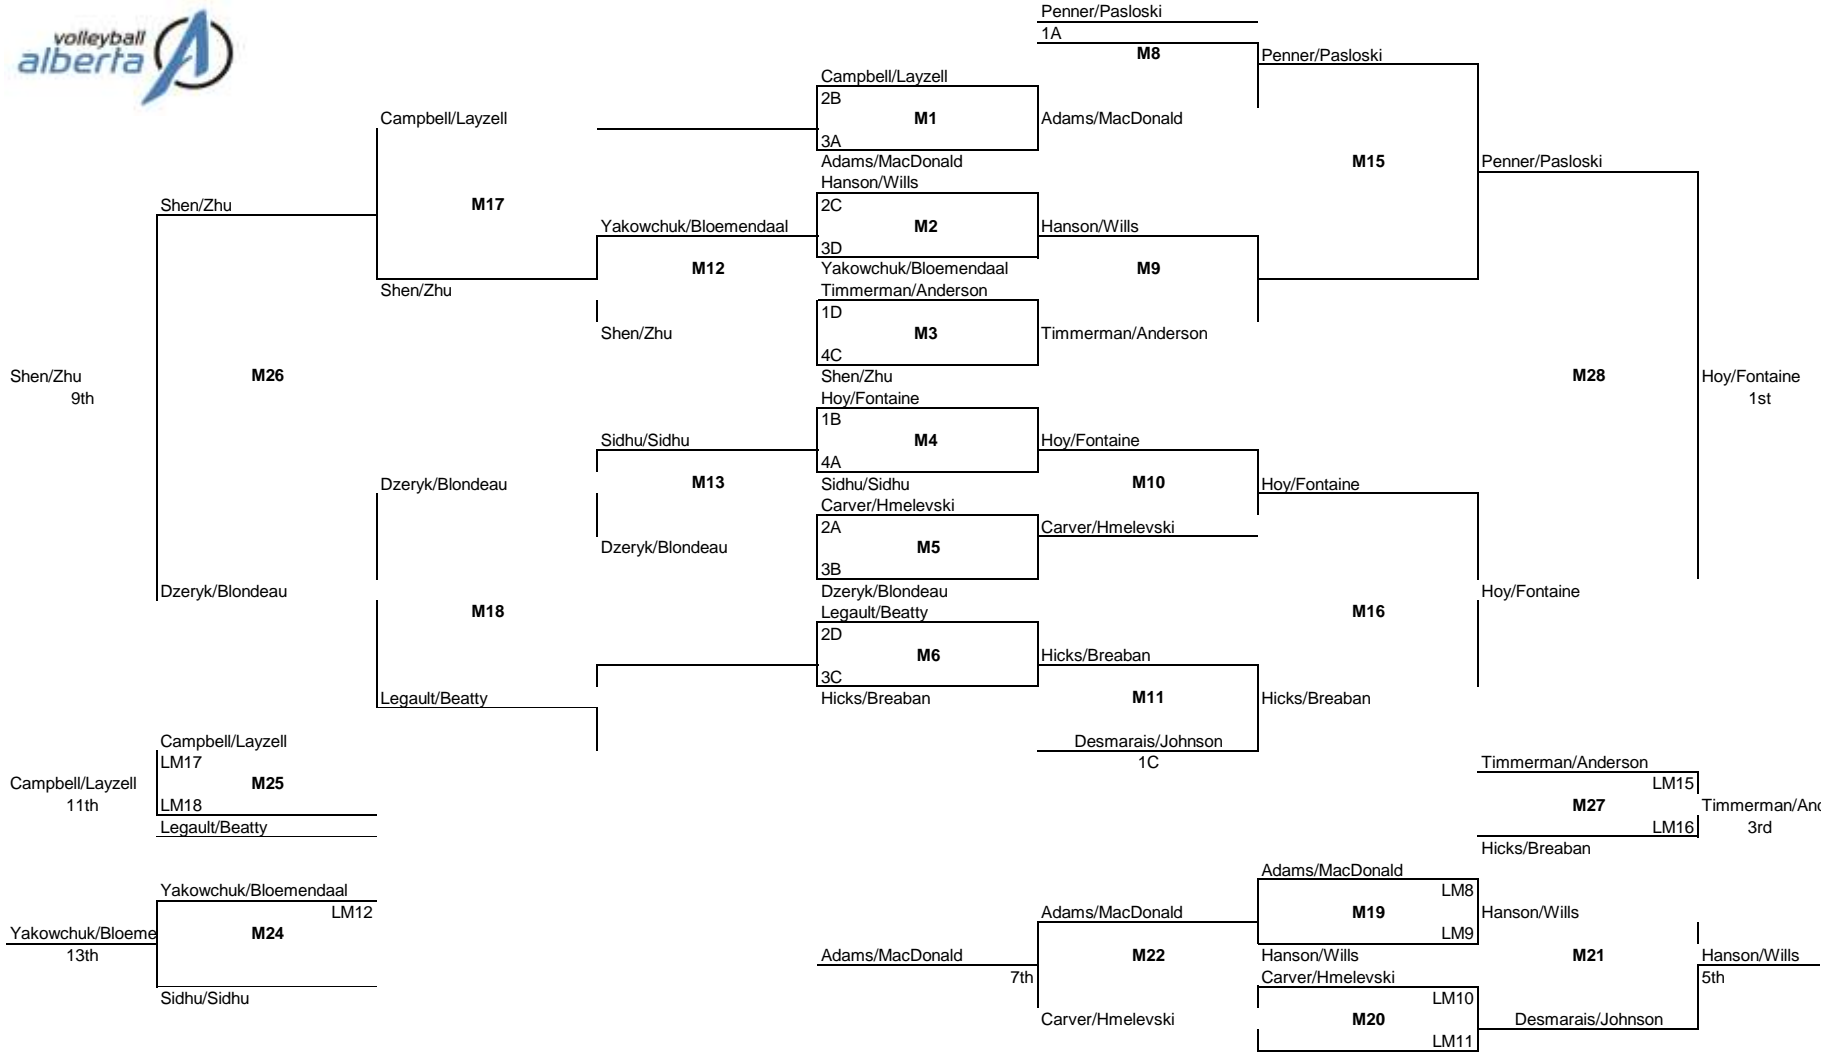 Penner/Pasloski
volleyball
alberta
1A
M8
Penner/Pasloski
Campbell/Layzell
2B
Campbell/Layzell
M1
Adams/MacDonald
3A
Adams/MacDonald
M15
Penner/Pasloski
Hanson/Wills
Shen/Zhu
M17
2C
Yakowchuk/Bloemendaal
M2
Hanson/Wills
3D
M12
Yakowchuk/Bloemendaal
M9
Shen/Zhu
Timmerman/Anderson
1D
Shen/Zhu
M3
Timmerman/Anderson
4C
Shen/Zhu
9th
M26
Shen/Zhu
M28
Hoy/Fontaine
1st
Hoy/Fontaine
1B
Sidhu/Sidhu
M4
Hoy/Fontaine
4A
Dzeryk/Blondeau
M13
Sidhu/Sidhu
M10
Hoy/Fontaine
Carver/Hmelevski
2A
Carver/Hmelevski
Dzeryk/Blondeau
M5
3B
Dzeryk/Blondeau
Dzeryk/Blondeau
Hoy/Fontaine
M18
Legault/Beatty
M16
2D
M6
Hicks/Breaban
3C
Legault/Beatty
Hicks/Breaban
M11
Hicks/Breaban
Campbell/Layzell
Desmarais/Johnson
LM17
1C
Timmerman/Anderson
Campbell/Layzell
11th
M25
LM15
LM18
M27
Timmerman/And
3rd
Legault/Beatty
LM16
Hicks/Breaban
Adams/MacDonald
Yakowchuk/Bloemendaal
LM8
LM12
Adams/MacDonald
M19
Hanson/Wills
Yakowchuk/Bloeme
13th
M24
LM9
Adams/MacDonald
7th
M22
Hanson/Wills
M21
Hanson/Wills
5th
Carver/Hmelevski
Sidhu/Sidhu
LM10
Carver/Hmelevski
M20
Desmarais/Johnson
LM11